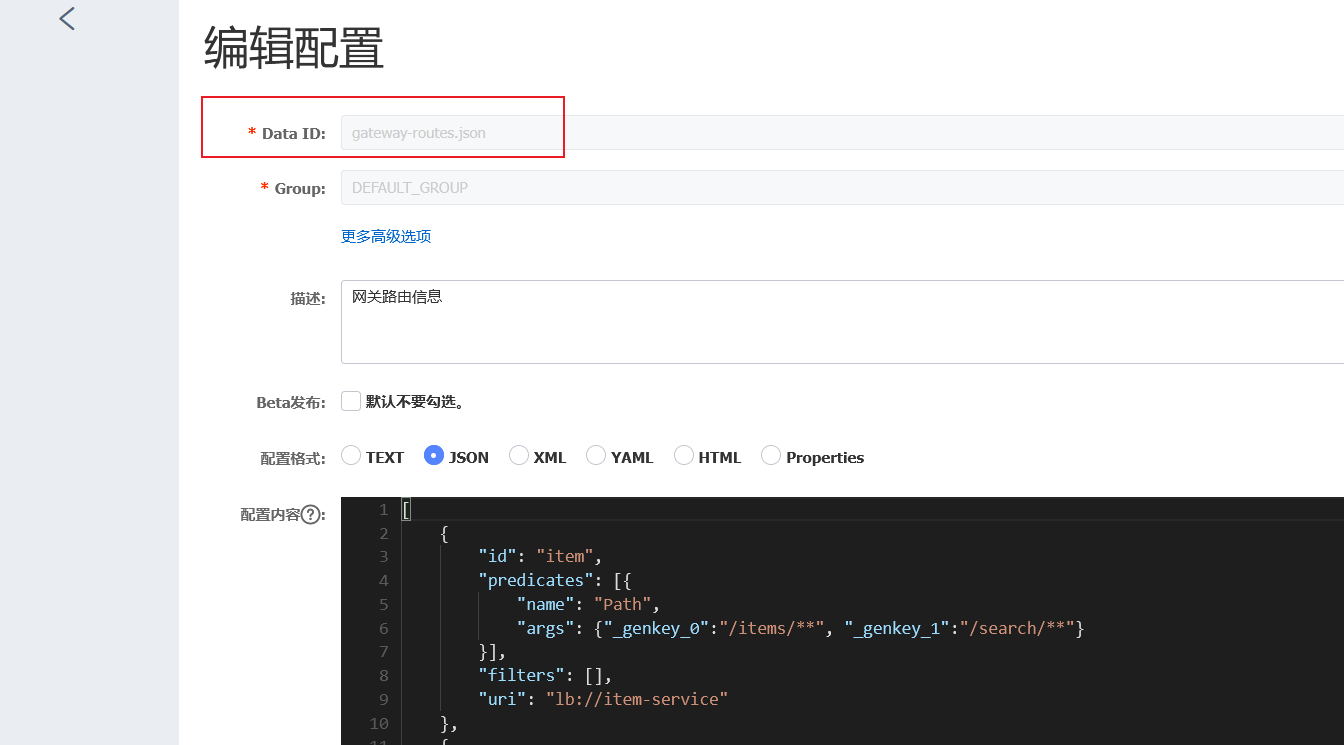 编辑配置
* Data ID: gateway-routes.json
* Group: DEFAULT_GROUP
更多高级选项
描述: 网关路由信息
Beta发布: 默认不要勾选。
配置格式: TEXT JSON XML YAML HTML Properties
配置内容?:
1 [
2 {
3 "id": "item",
4 "predicates": [{
5 "name": "Path",
6 "args": {"_genkey_0":"/items/**", "_genkey_1":"/search/**"}
7 }],
8 "filters": [],
9 "uri": "lb://item-service"
10 },
11 {